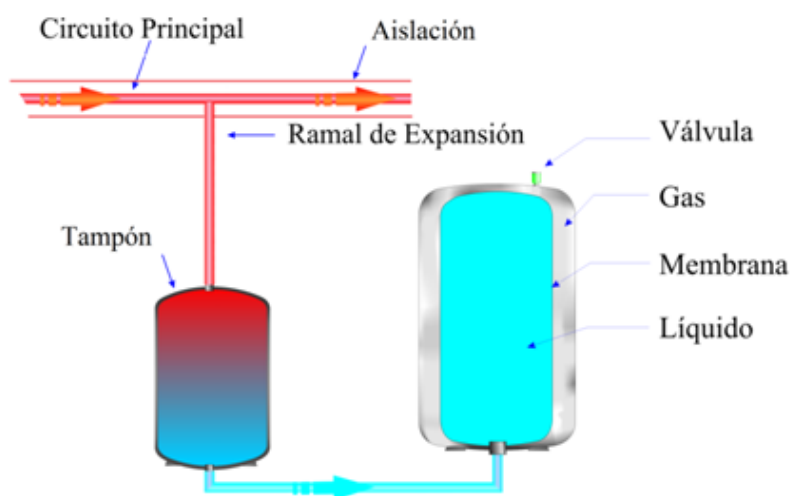 Circuito Principal
Aislación
Ramal de Expansión
Válvula
Gas
Tampón
Membrana
Líquido